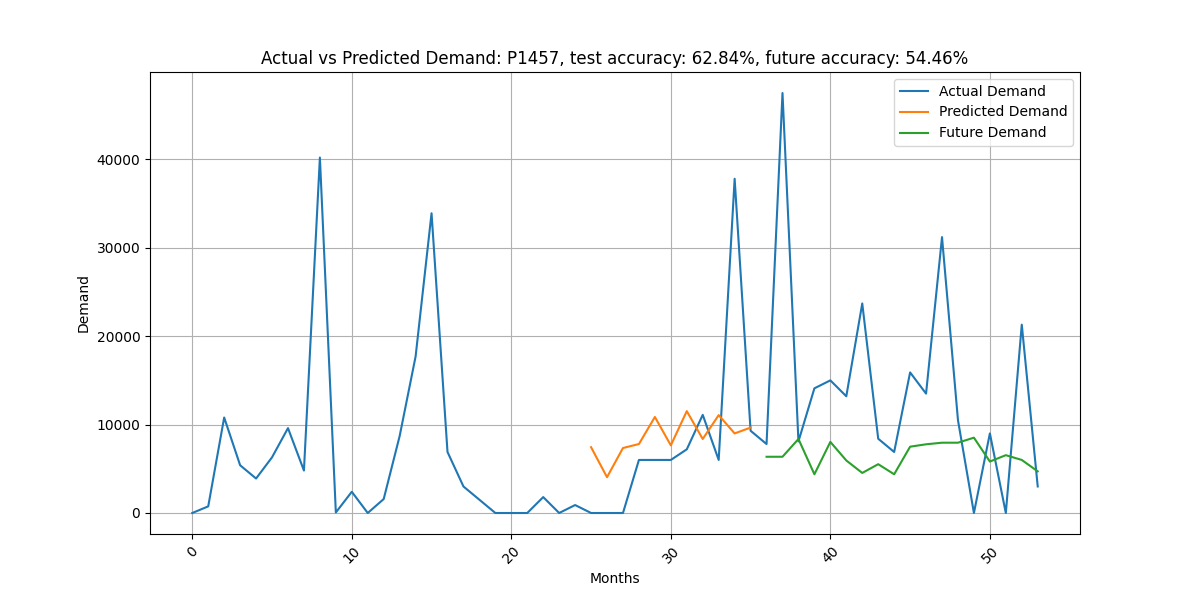 Actual vs Predicted Demand: P1457, test accuracy: 62.84%, future accuracy: 54.46%
Actual Demand
Predicted Demand
Future Demand
40000
30000
20000
10000
0
Demand
0
10
20
30
40
50
Months